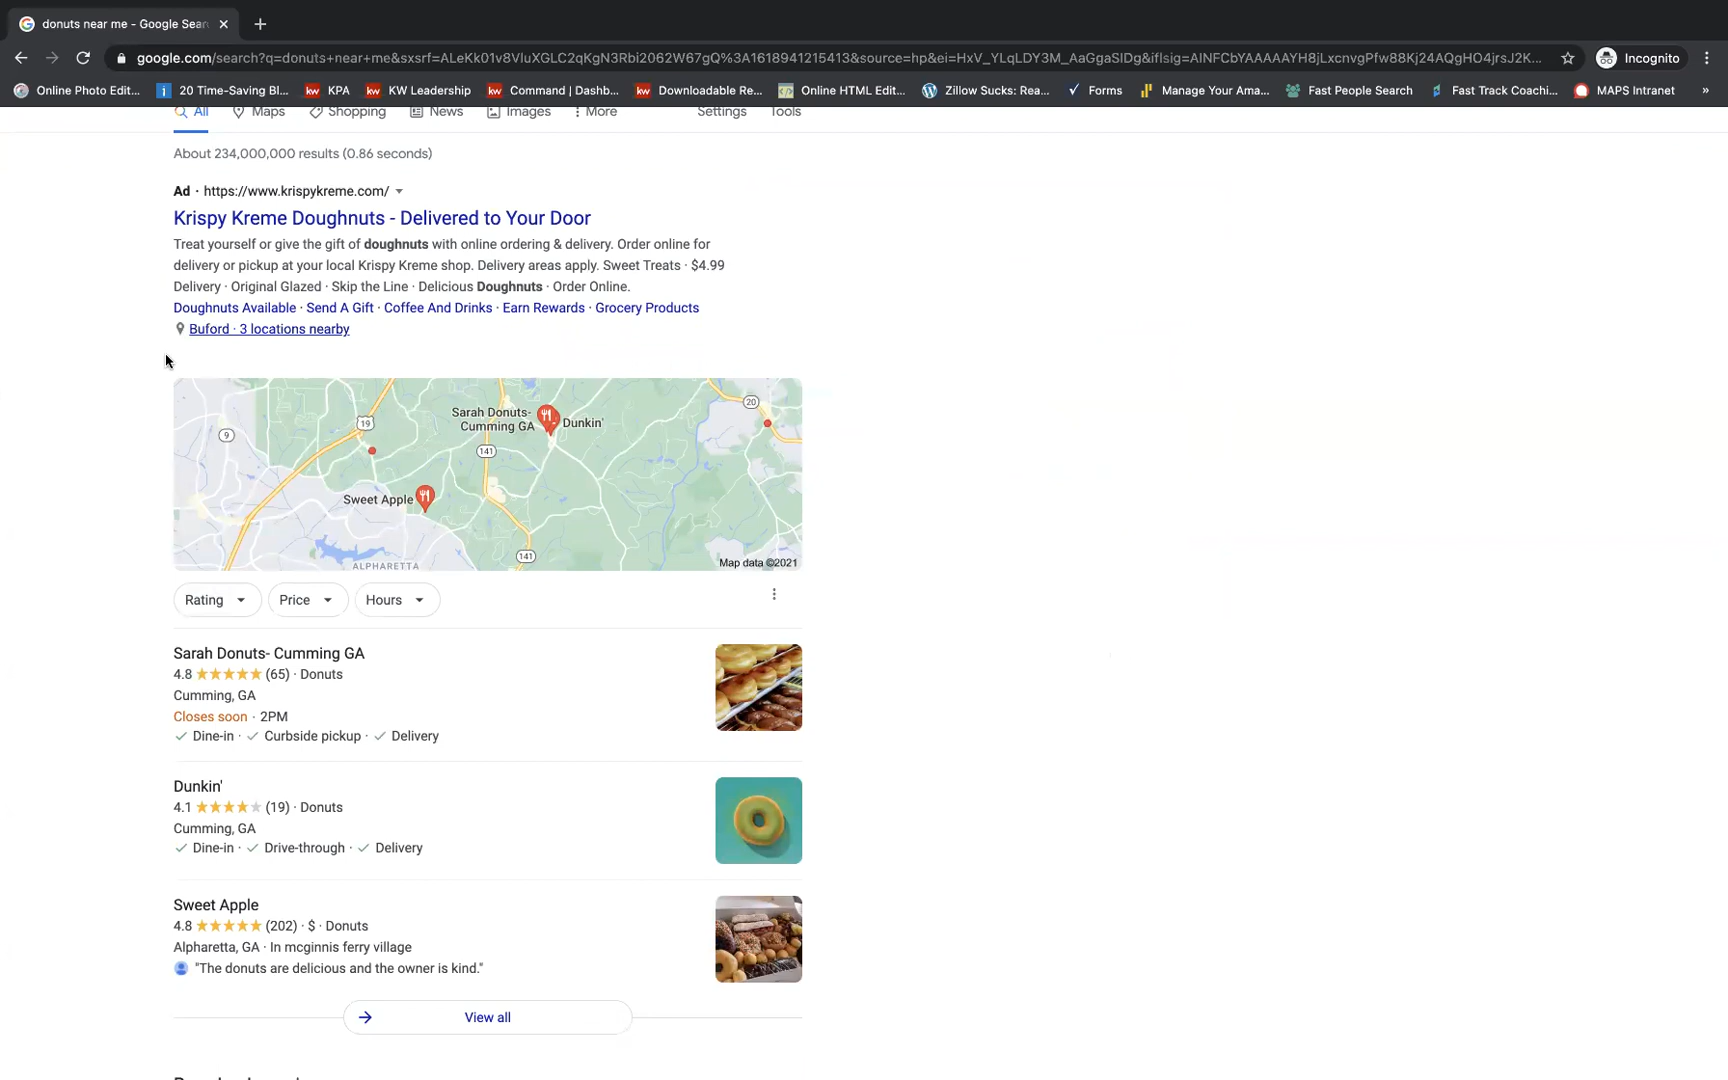 donuts near me - Google Sear
google.com/search?q=donuts+near+me&sxsrf=ALeKk01v8VluXGLC2qKgN3Rbi2062W67gQ%3A1618941215413&source=hp&ei=HxV_YLqLDY3M_AaGgaSIDg&iflsig=AINFCbYAAAAAYH8jLxcnvgPfw88Kj24AQgHO4jrsJ2K...
Incognito
Online Photo Edit... 20 Time-Saving Bl... KPA KW Leadership Command | Dashb... Downloadable Re... Online HTML Edit... Zillow Sucks: Rea... Forms Manage Your Ama... Fast People Search Fast Track Coachi... MAPS Intranet »
All Maps Shopping News Images More Settings Tools
About 234,000,000 results (0.86 seconds)
Ad · https://www.krispykreme.com/
Krispy Kreme Doughnuts - Delivered to Your Door
Treat yourself or give the gift of doughnuts with online ordering & delivery. Order online for
delivery or pickup at your local Krispy Kreme shop. Delivery areas apply. Sweet Treats · $4.99
Delivery · Original Glazed · Skip the Line · Delicious Doughnuts · Order Online.
Doughnuts Available · Send A Gift · Coffee And Drinks · Earn Rewards · Grocery Products
Buford · 3 locations nearby
20
Sarah Donuts-
Cumming GA
Dunkin'
19
9
141
Sweet Apple
141
ALPHARETTA
Map data ©2021
Rating Price Hours
Sarah Donuts- Cumming GA
4.8 (65) · Donuts
Cumming, GA
Closes soon · 2PM
Dine-in · Curbside pickup · Delivery
Dunkin'
4.1 (19) · Donuts
Cumming, GA
Dine-in · Drive-through · Delivery
Sweet Apple
4.8 (202) · $ · Donuts
Alpharetta, GA · In mcginnis ferry village
"The donuts are delicious and the owner is kind."
View all